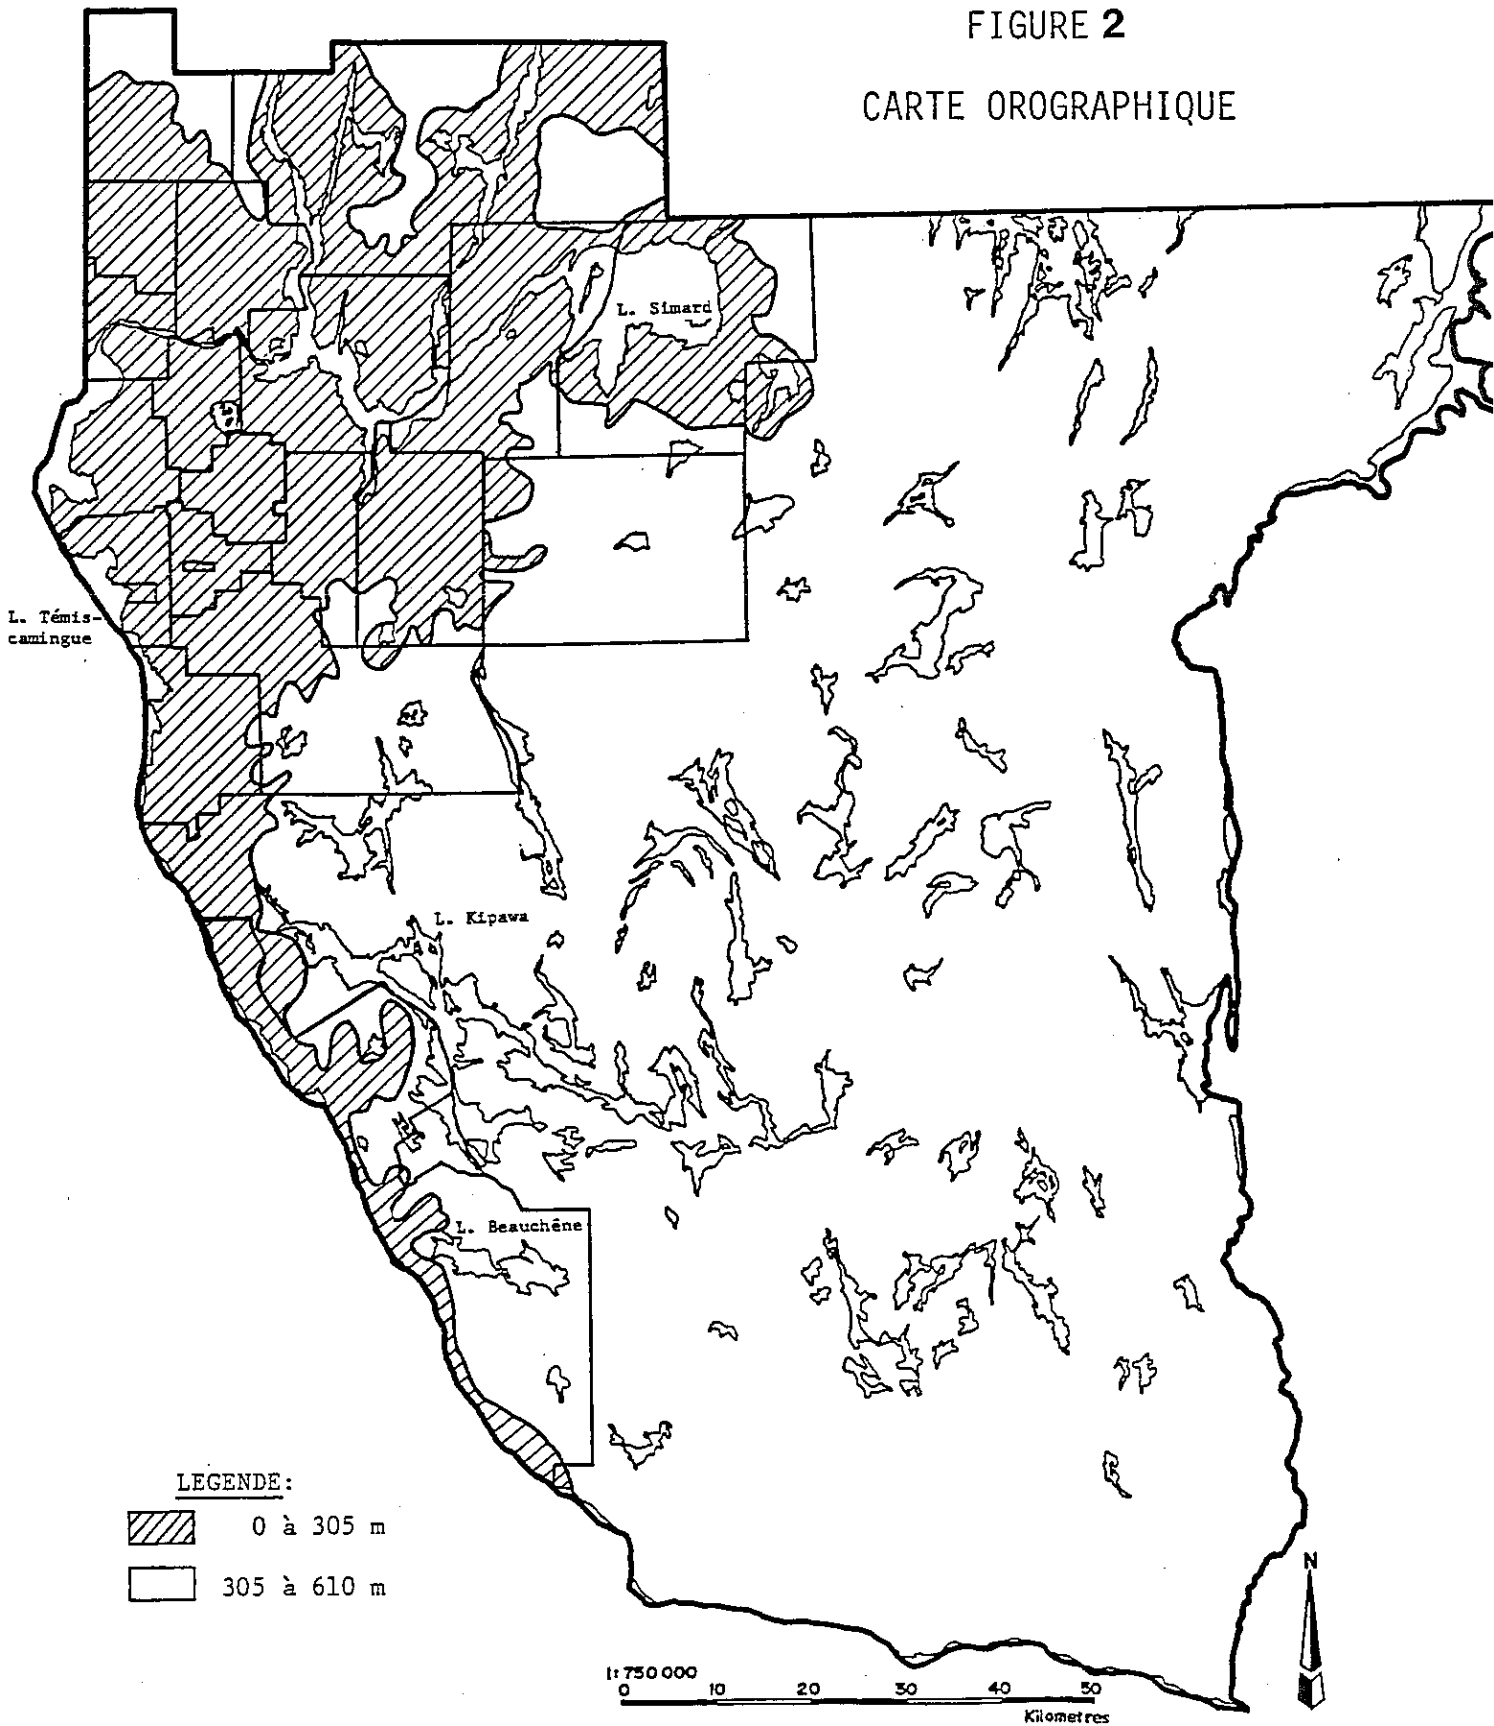 FIGURE 2
CARTE OROGRAPHIQUE
L. Simard
L. Témis-
camingue
L. Kipawa
L. Beauchêne
LEGENDE:
0 à 305 m
305 à 610 m
N
1:750 000
0 10 20 30 40 50
Kilometres